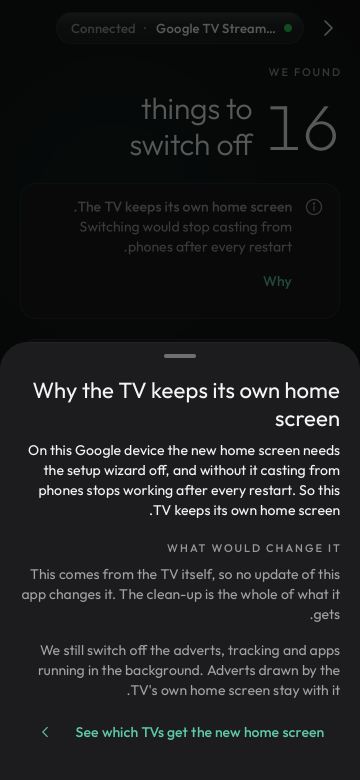 Connected · Google TV Stream...
WE FOUND
16 things to
switch off
The TV keeps its own home screen.
Switching would stop casting from
phones after every restart.
Why
Why the TV keeps its own home
screen
On this Google device the new home screen needs
the setup wizard off, and without it casting from
phones stops working after every restart. So this
TV keeps its own home screen.
WHAT WOULD CHANGE IT
This comes from the TV itself, so no update of this
app changes it. The clean-up is the whole of what it
gets.
We still switch off the adverts, tracking and apps
running in the background. Adverts drawn by the
TV's own home screen stay with it.
See which TVs get the new home screen